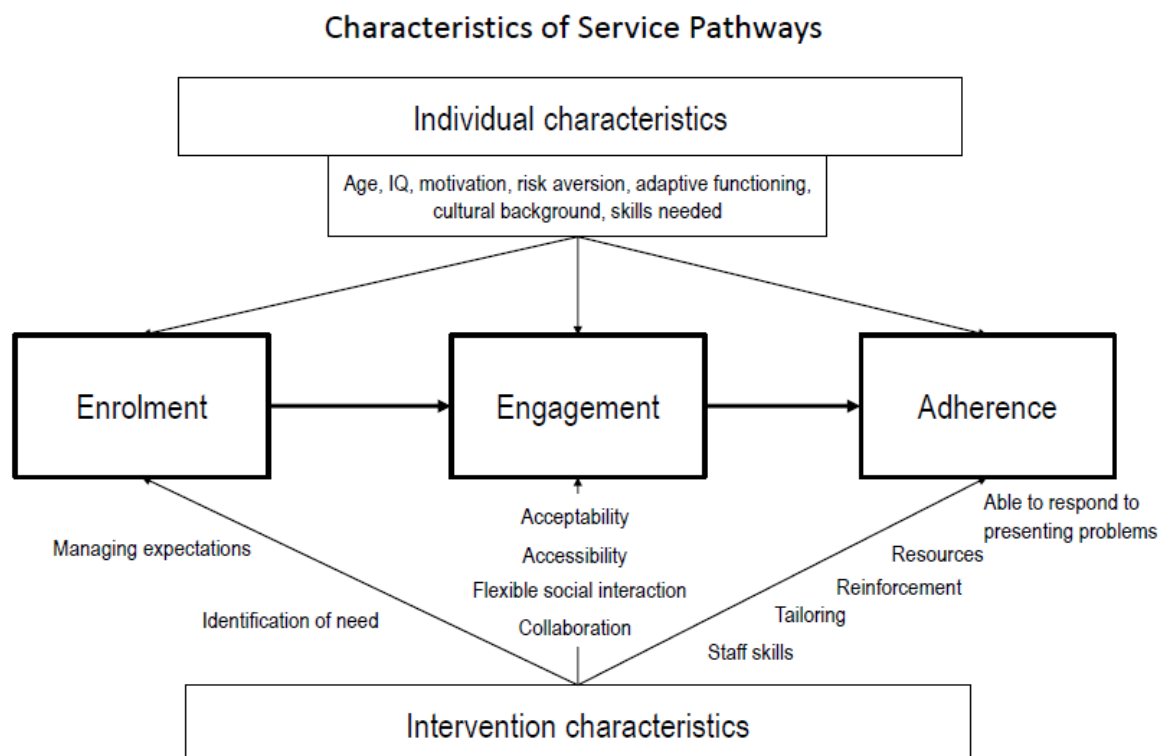 Characteristics of Service Pathways
Individual characteristics
Age, IQ, motivation, risk aversion, adaptive functioning,
cultural background, skills needed
Enrolment
Engagement
Adherence
Managing expectations
Identification of need
Acceptability
Accessibility
Flexible social interaction
Collaboration
Able to respond to
presenting problems
Resources
Reinforcement
Tailoring
Staff skills
Intervention characteristics